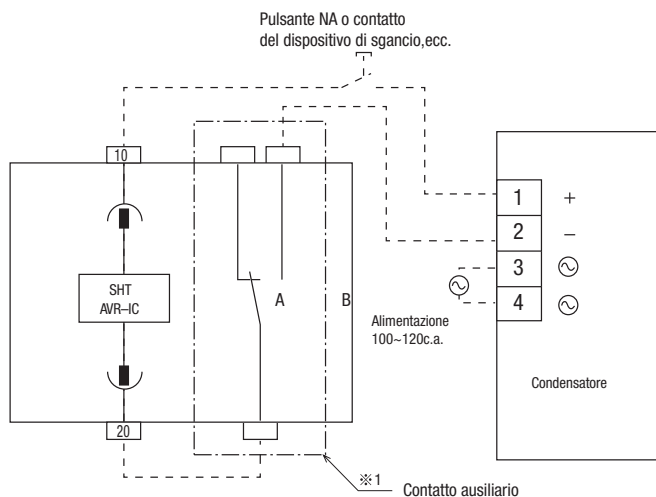 Pulsante NA o contatto
del dispositivo di sgancio,ecc.
10
1 +
2 –
SHT
AVR–IC
A
B
3
4
Alimentazione
100~120c.a.
Condensatore
20
※1
Contatto ausiliario